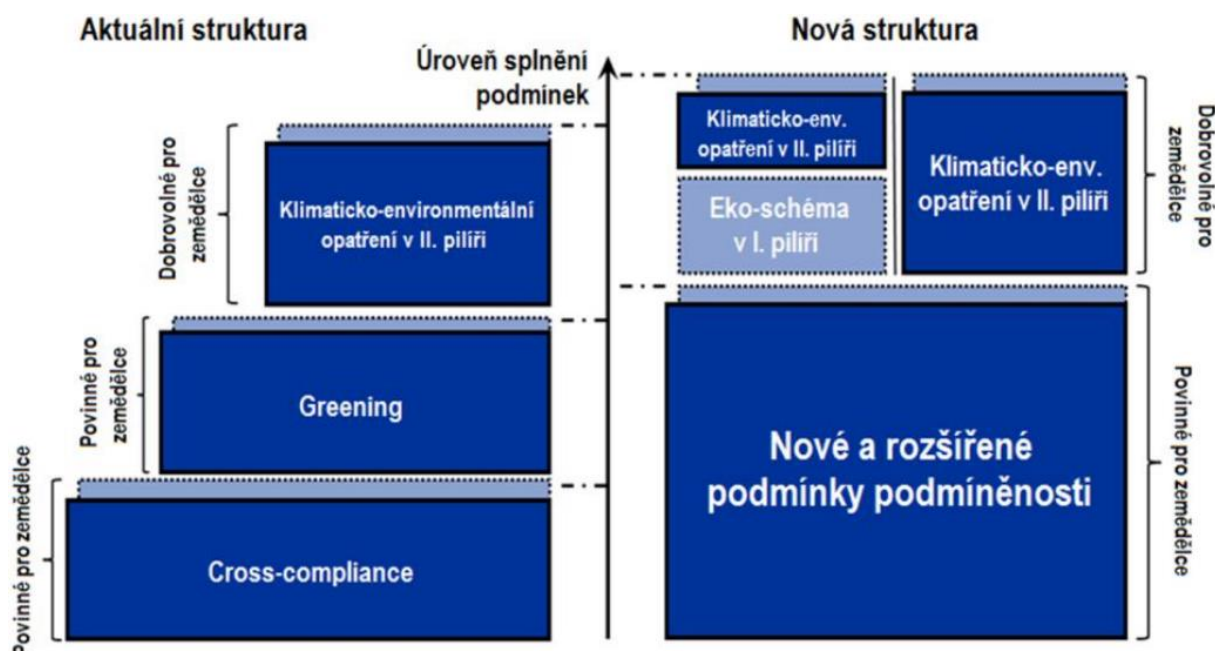 Aktuální struktura
Nová struktura
Úroveň splnění
podmínek
Dobrovolné pro
zemědělce
Klimaticko-environmentální
opatření v II. pilíři
Povinné pro
zemědělce
Greening
Povinné pro zemědělce
Cross-compliance
Klimaticko-env.
opatření v II. pilíři
Eko-schéma
v I. pilíři
Klimaticko-env.
opatření v II. pilíři
Dobrovolné pro
zemědělce
Nové a rozšířené
podmínky podmíněnosti
Povinné pro zemědělce